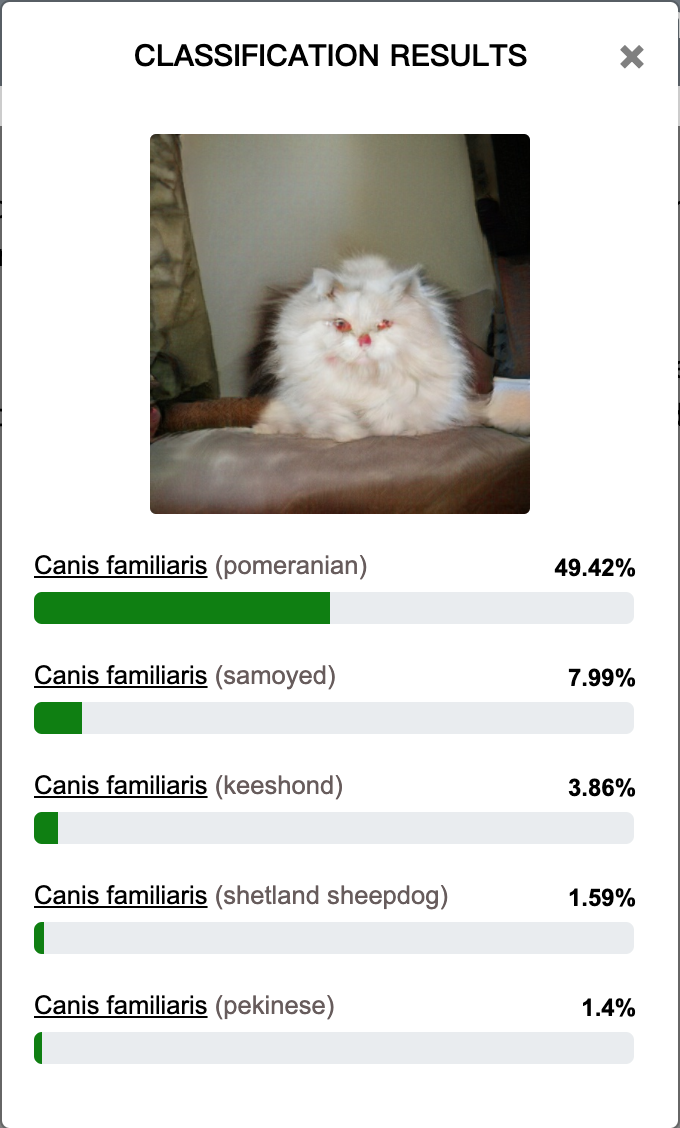 CLASSIFICATION RESULTS
Canis familiaris (pomeranian) 49.42%
Canis familiaris (samoyed) 7.99%
Canis familiaris (keeshond) 3.86%
Canis familiaris (shetland sheepdog) 1.59%
Canis familiaris (pekinese) 1.4%